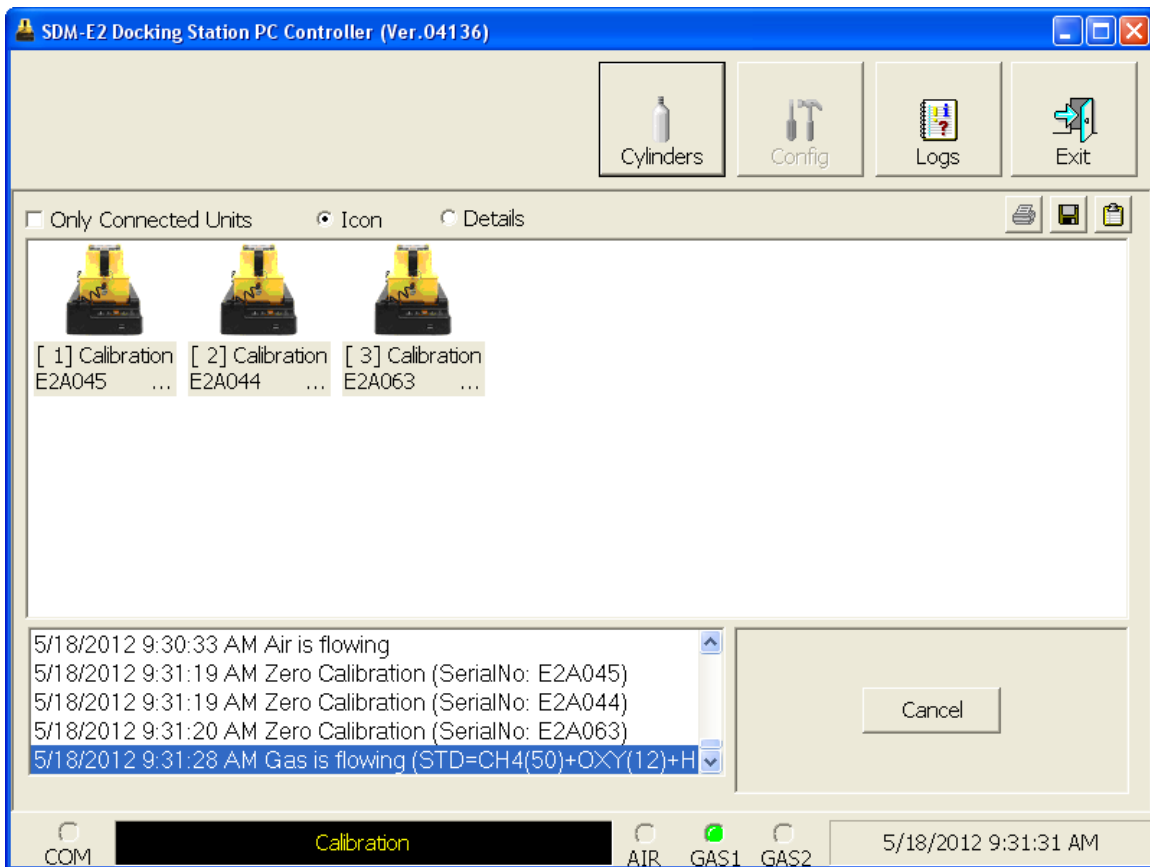 SDM-E2 Docking Station PC Controller (Ver.04136)
Cylinders
Config
Logs
Exit
Only Connected Units
Icon
Details
[ 1] Calibration
E2A045 ...
[ 2] Calibration
E2A044 ...
[ 3] Calibration
E2A063 ...
5/18/2012 9:30:33 AM Air is flowing
5/18/2012 9:31:19 AM Zero Calibration (SerialNo: E2A045)
5/18/2012 9:31:19 AM Zero Calibration (SerialNo: E2A044)
5/18/2012 9:31:20 AM Zero Calibration (SerialNo: E2A063)
5/18/2012 9:31:28 AM Gas is flowing (STD=CH4(50)+OXY(12)+H
Cancel
COM
Calibration
AIR
GAS1
GAS2
5/18/2012 9:31:31 AM